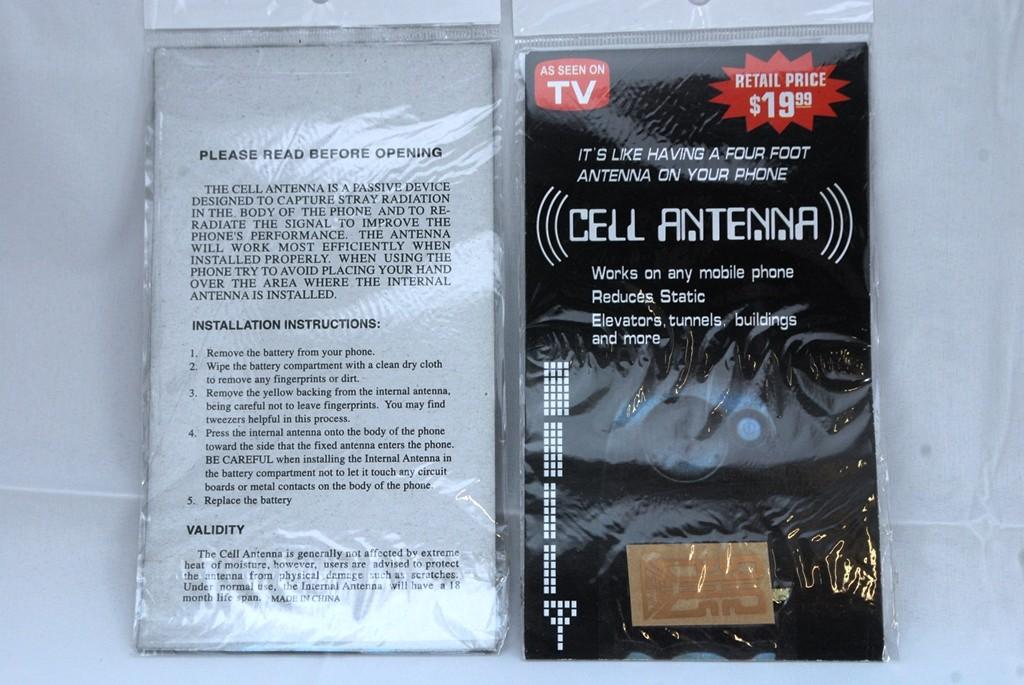 PLEASE READ BEFORE OPENING
THE CELL ANTENNA IS A PASSIVE DEVICE
DESIGNED TO CAPTURE STRAY RADIATION
IN THE BODY OF THE PHONE AND TO RE-
RADIATE THE SIGNAL TO IMPROVE THE
PHONE'S PERFORMANCE. THE ANTENNA
WILL WORK MOST EFFICIENTLY WHEN
INSTALLED PROPERLY. WHEN USING THE
PHONE TRY TO AVOID PLACING YOUR HAND
OVER THE AREA WHERE THE INTERNAL
ANTENNA IS INSTALLED.
INSTALLATION INSTRUCTIONS:
1. Remove the battery from your phone.
2. Wipe the battery compartment with a clean dry cloth
to remove any fingerprints or dirt.
3. Remove the yellow backing from the internal antenna,
being careful not to leave fingerprints. You may find
tweezers helpful in this process.
4. Press the internal antenna onto the body of the phone
toward the side that the fixed antenna enters the phone.
BE CAREFUL when installing the Internal Antenna in
the battery compartment not to let it touch any circuit
boards or metal contacts on the body of the phone
5. Replace the battery
VALIDITY
The Cell Antenna is generally not affected by extreme
heat of moisture, however, users are advised to protect
the antenna from physical damage such as scratches.
Under normal use, the Internal Antenna will have a 18
month life span. MADE IN CHINA
AS SEEN ON
TV
RETAIL PRICE
$19.99
IT'S LIKE HAVING A FOUR FOOT
ANTENNA ON YOUR PHONE
CELL ANTENNA
Works on any mobile phone
Reduces Static
Elevators, tunnels, buildings
and more